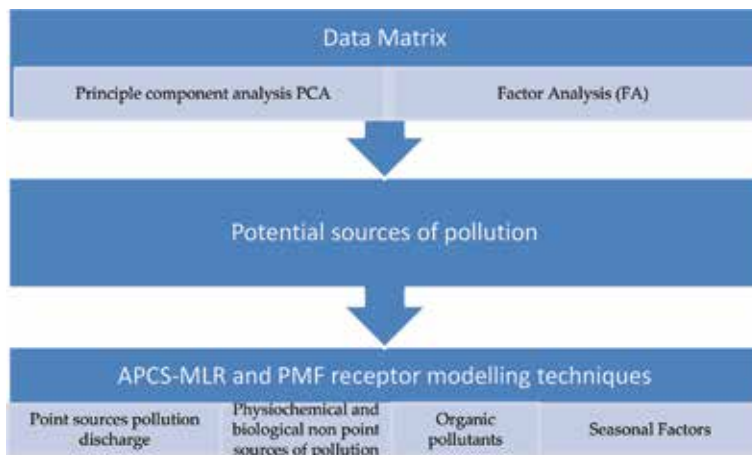 Data Matrix
Principle component analysis PCA
Factor Analysis (FA)
Potential sources of pollution
APCS-MLR and PMF receptor modelling techniques
Point sources pollution
discharge
Physiochemical and
biological non point
sources of pollution
Organic
pollutants
Seasonal Factors